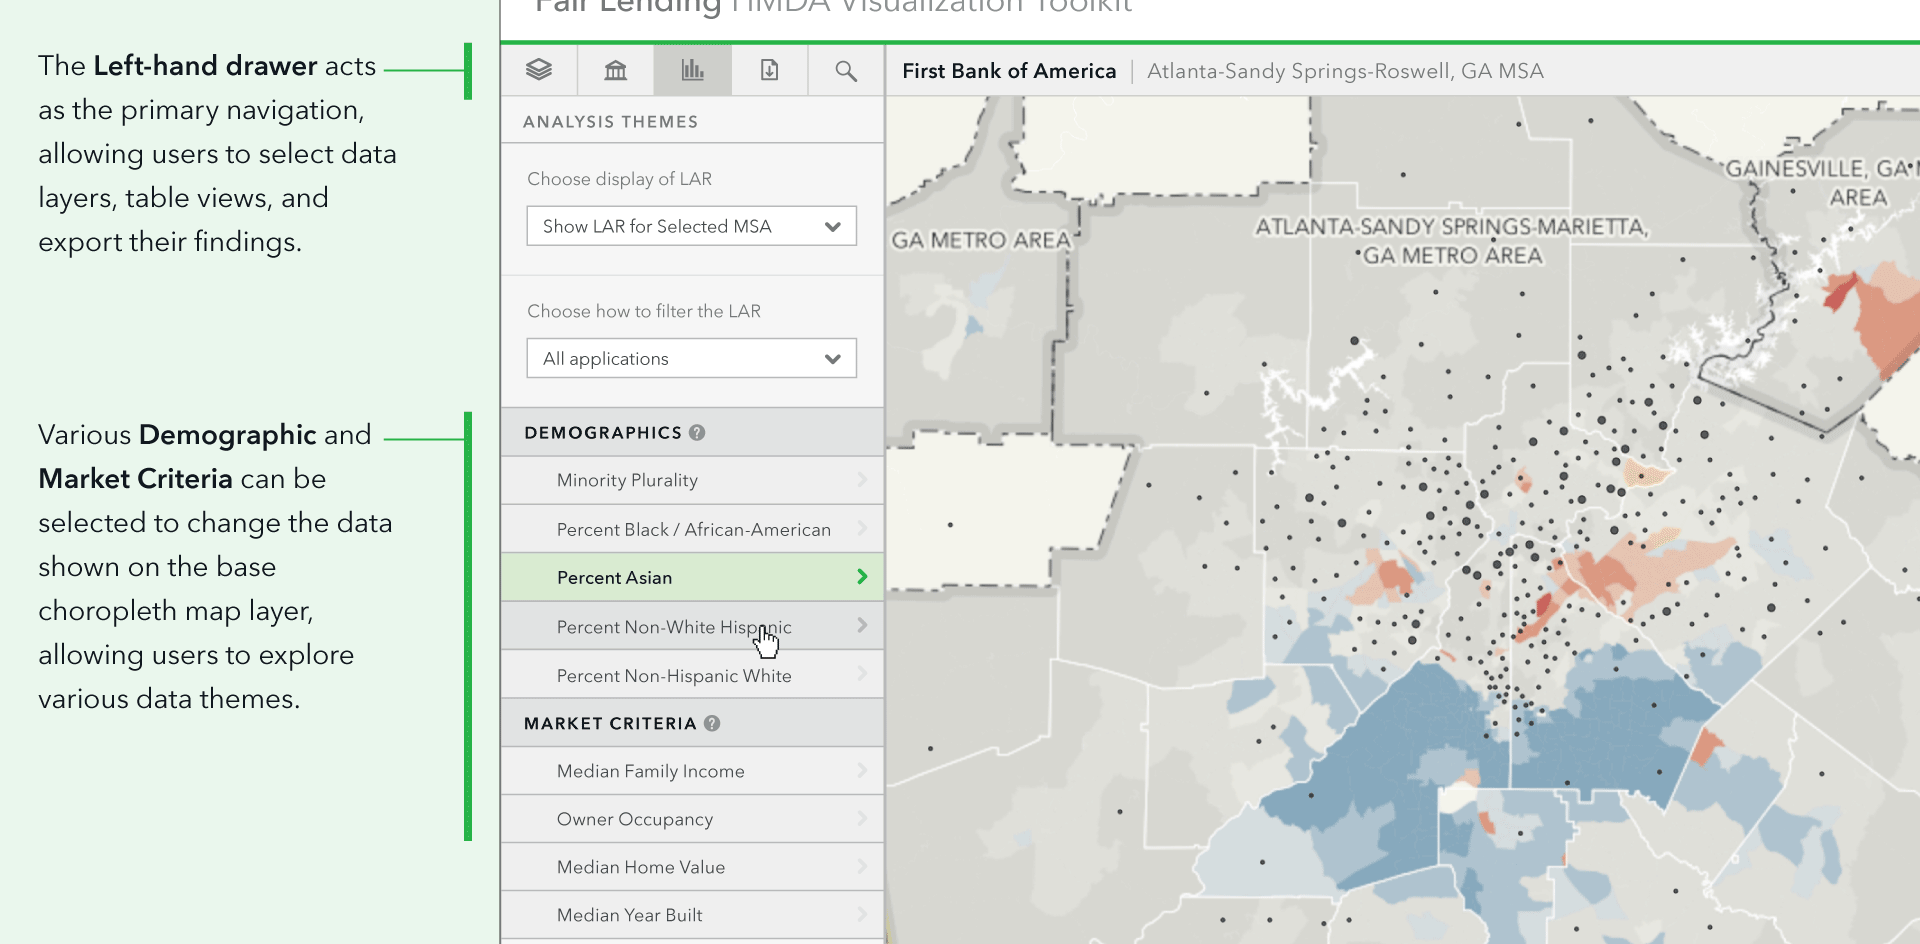 Fair Lending HMDA Visualization Toolkit
The Left-hand drawer acts
as the primary navigation,
allowing users to select data
layers, table views, and
export their findings.
Various Demographic and
Market Criteria can be
selected to change the data
shown on the base
choropleth map layer,
allowing users to explore
various data themes.
First Bank of America | Atlanta-Sandy Springs-Roswell, GA MSA
ANALYSIS THEMES
Choose display of LAR
Show LAR for Selected MSA
Choose how to filter the LAR
All applications
DEMOGRAPHICS ?
Minority Plurality
Percent Black / African-American
Percent Asian
Percent Non-White Hispanic
Percent Non-Hispanic White
MARKET CRITERIA ?
Median Family Income
Owner Occupancy
Median Home Value
Median Year Built
GA METRO AREA
ATLANTA-SANDY SPRINGS-MARIETTA,
GA METRO AREA
GAINESVILLE, GA
AREA